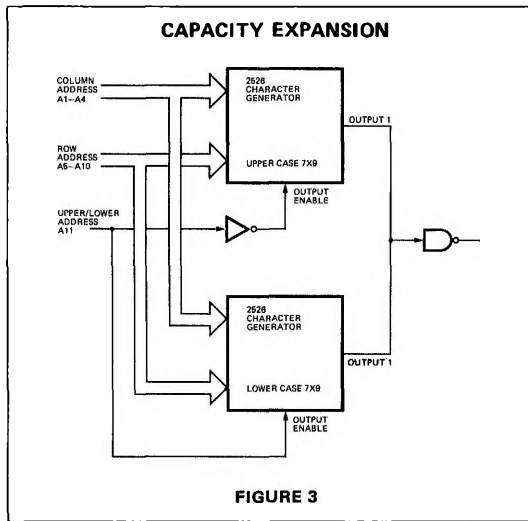 CAPACITY EXPANSION
COLUMN
ADDRESS
A1–A4
2526
CHARACTER
GENERATOR
OUTPUT 1
ROW
ADDRESS
A5–A10
UPPER CASE 7X9
OUTPUT
ENABLE
UPPER/LOWER
ADDRESS
A11
2526
CHARACTER
GENERATOR
OUTPUT 1
LOWER CASE 7X9
OUTPUT
ENABLE
FIGURE 3